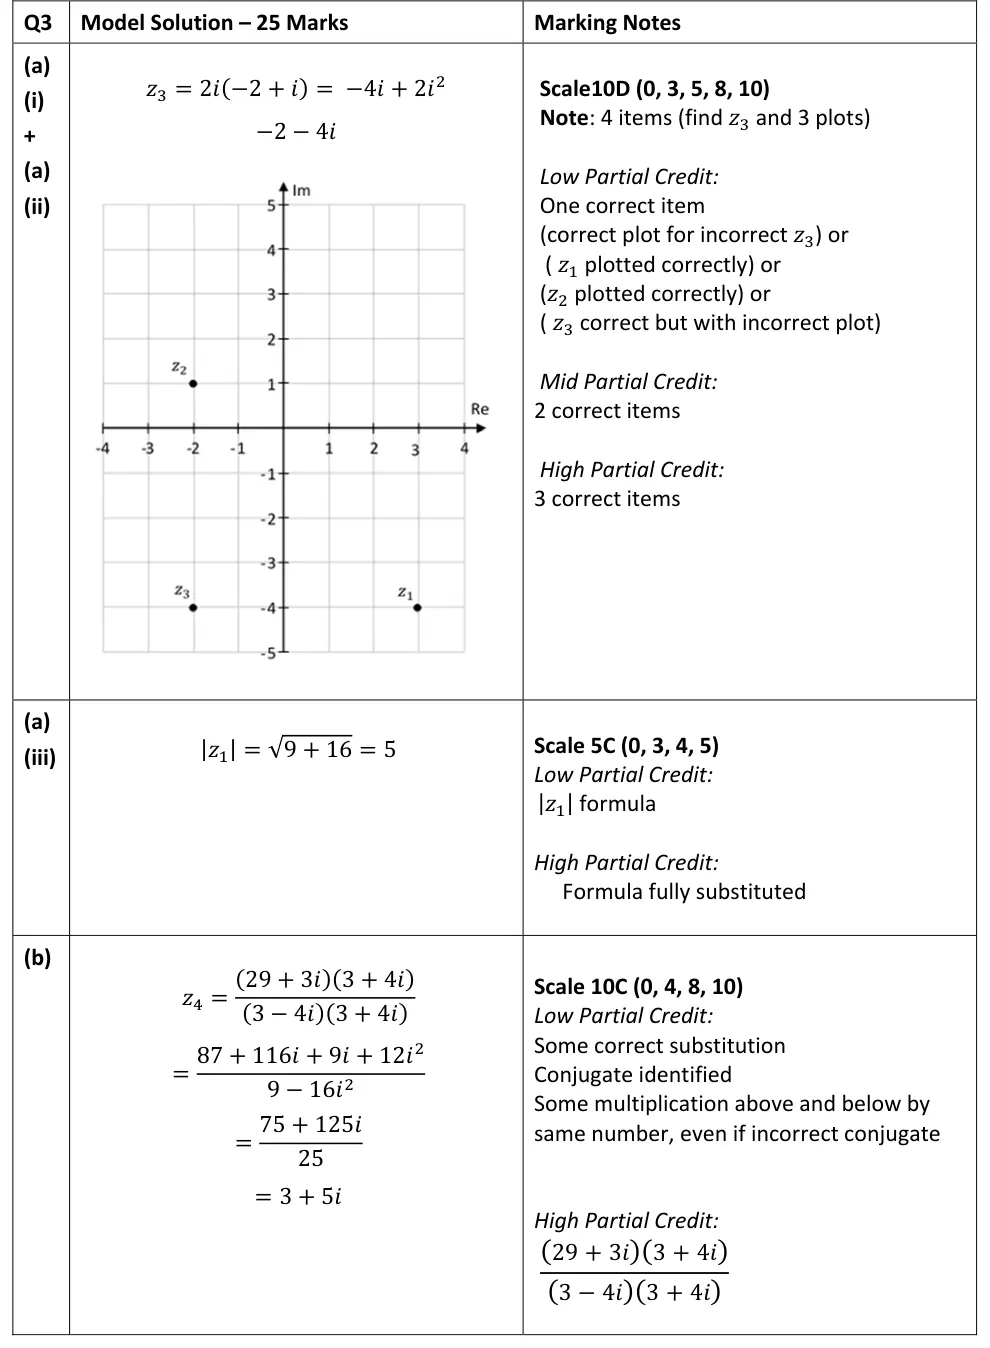 Q3 Model Solution – 25 Marks Marking Notes
(a)
(i)
+
(a)
(ii)
z₃ = 2i(−2 + i) = −4i + 2i²
−2 − 4i
Im
5
4
3
2
z₂
1
Re
-4 -3 -2 -1 1 2 3 4
-1
-2
-3
z₃ z₁
-4
-5
Scale10D (0, 3, 5, 8, 10)
Note: 4 items (find z₃ and 3 plots)
Low Partial Credit:
One correct item
(correct plot for incorrect z₃) or
( z₁ plotted correctly) or
(z₂ plotted correctly) or
( z₃ correct but with incorrect plot)
Mid Partial Credit:
2 correct items
High Partial Credit:
3 correct items
(a)
(iii)
|z₁| = √9 + 16 = 5
Scale 5C (0, 3, 4, 5)
Low Partial Credit:
|z₁| formula
High Partial Credit:
Formula fully substituted
(b)
z₄ = (29 + 3i)(3 + 4i)
(3 − 4i)(3 + 4i)
= 87 + 116i + 9i + 12i²
9 − 16i²
= 75 + 125i
25
= 3 + 5i
Scale 10C (0, 4, 8, 10)
Low Partial Credit:
Some correct substitution
Conjugate identified
Some multiplication above and below by
same number, even if incorrect conjugate
High Partial Credit:
(29 + 3i)(3 + 4i)
(3 − 4i)(3 + 4i)